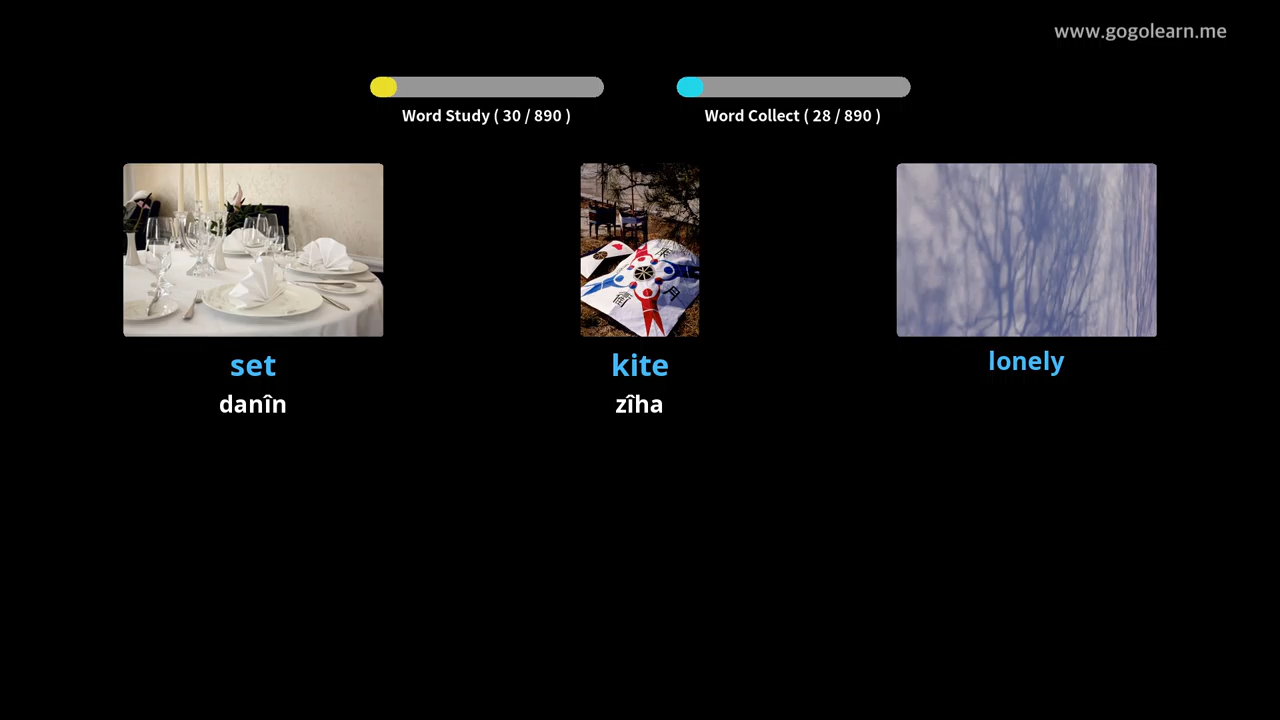 www.gogolearn.me
Word Study ( 30 / 890 )
Word Collect ( 28 / 890 )
set
kite
lonely
danîn
zîha